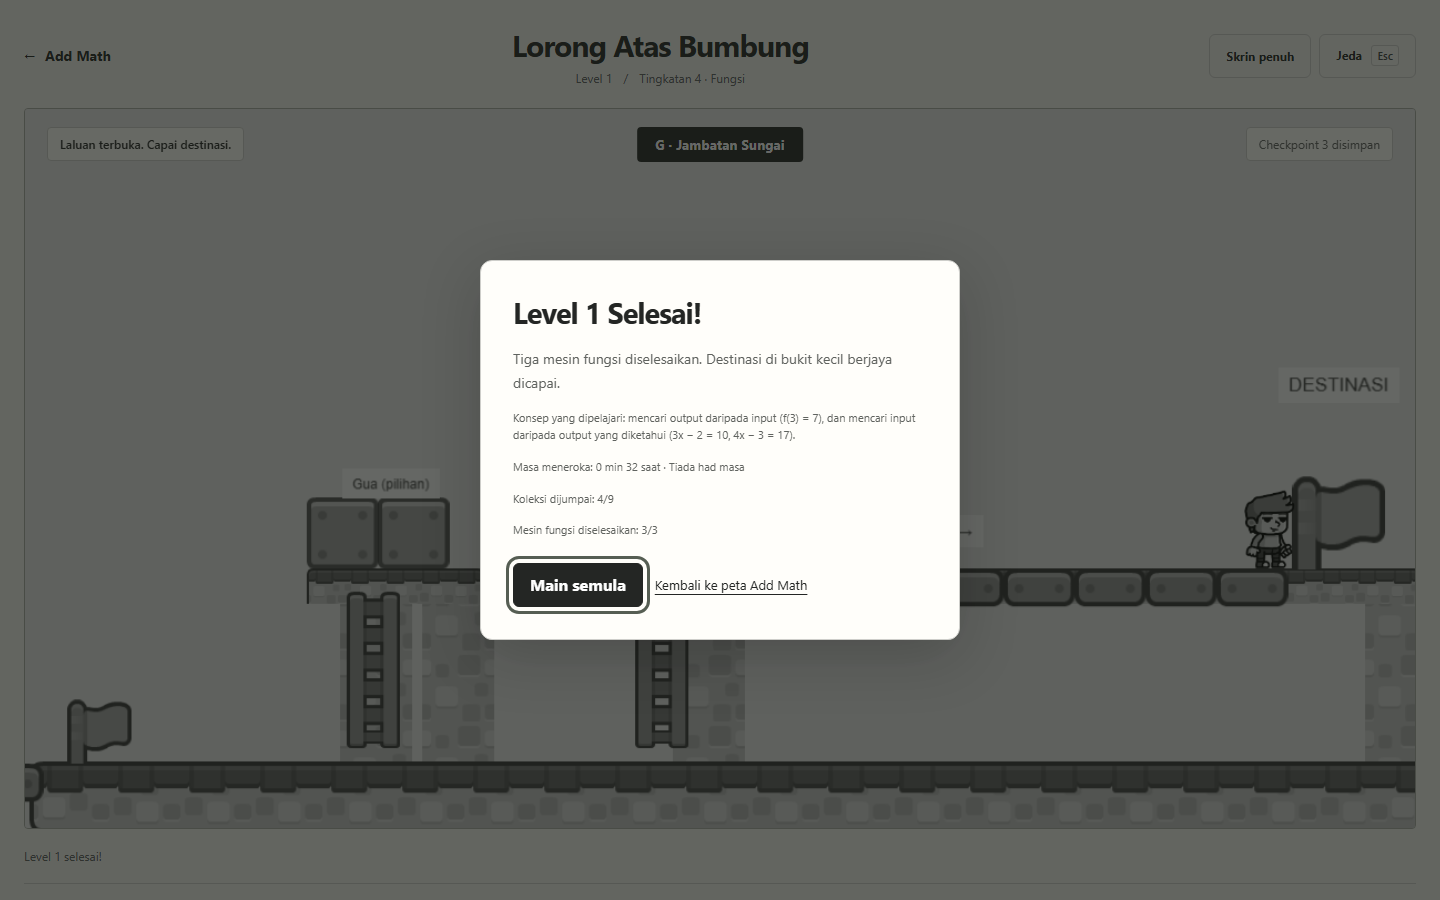 ← Add Math
Lorong Atas Bumbung
Level 1 / Tingkatan 4 · Fungsi
Skrin penuh
Jeda Esc
Laluan terbuka. Capai destinasi.
G · Jambatan Sungai
Checkpoint 3 disimpan
Level 1 Selesai!
Tiga mesin fungsi diselesaikan. Destinasi di bukit kecil berjaya
dicapai.
Konsep yang dipelajari: mencari output daripada input (f(3) = 7), dan mencari input
daripada output yang diketahui (3x − 2 = 10, 4x − 3 = 17).
Masa meneroka: 0 min 32 saat · Tiada had masa
Koleksi dijumpai: 4/9
Mesin fungsi diselesaikan: 3/3
Main semula
Kembali ke peta Add Math
DESTINASI
Gua (pilihan)
→
Level 1 selesai!